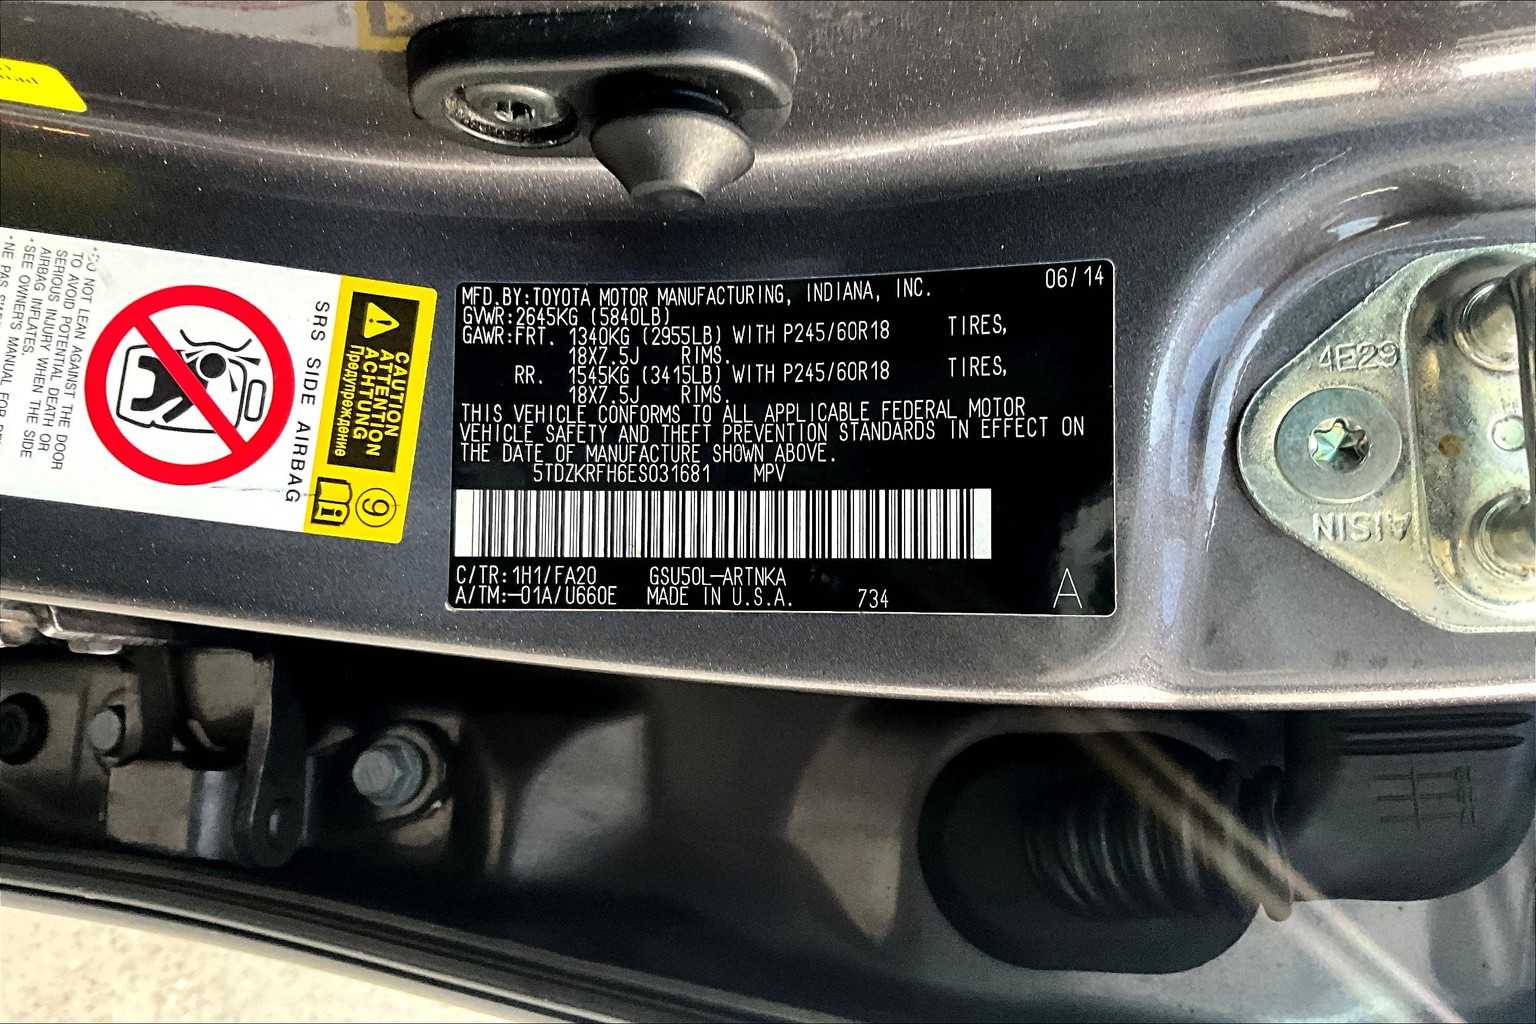 MFD.BY:TOYOTA MOTOR MANUFACTURING, INDIANA, INC. 06/14
GVWR:2645KG (5840LB)
GAWR:FRT. 1340KG (2955LB) WITH P245/60R18 TIRES,
18X7.5J RIMS.
RR. 1545KG (3415LB) WITH P245/60R18 TIRES,
18X7.5J RIMS.
THIS VEHICLE CONFORMS TO ALL APPLICABLE FEDERAL MOTOR
VEHICLE SAFETY AND THEFT PREVENTION STANDARDS IN EFFECT ON
THE DATE OF MANUFACTURE SHOWN ABOVE.
5TDZKRFH6ES031681 MPV
C/TR:1H1/FA20 GSU50L-ARTNKA
A/TM:-01A/U660E MADE IN U.S.A. 734 A
CAUTION
ATTENTION
ACHTUNG
Предупреждение
9
SRS SIDE AIRBAG
•DO NOT LEAN AGAINST THE DOOR
TO AVOID POTENTIAL DEATH OR
SERIOUS INJURY WHEN THE SIDE
AIRBAG INFLATES.
•SEE OWNER'S MANUAL FOR
•NE PAS
4E29
AISIN